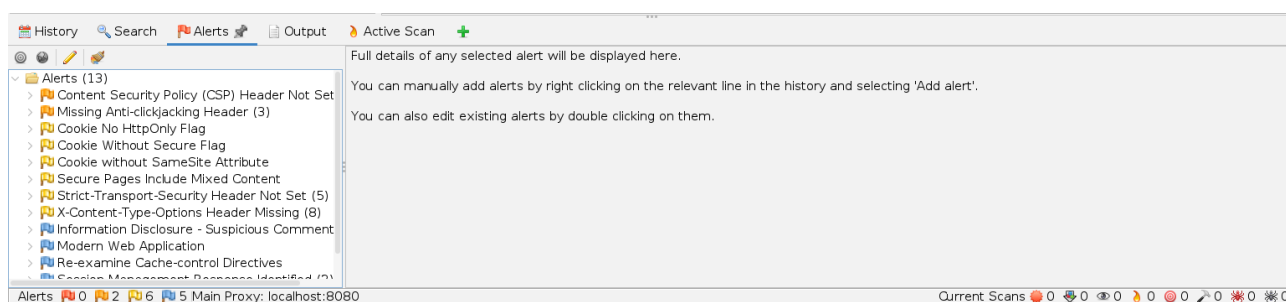 History Search Alerts Output Active Scan
Full details of any selected alert will be displayed here.
Alerts (13)
Content Security Policy (CSP) Header Not Set
You can manually add alerts by right clicking on the relevant line in the history and selecting 'Add alert'.
Missing Anti-clickjacking Header (3)
You can also edit existing alerts by double clicking on them.
Cookie No HttpOnly Flag
Cookie Without Secure Flag
Cookie without SameSite Attribute
Secure Pages Include Mixed Content
Strict-Transport-Security Header Not Set (5)
X-Content-Type-Options Header Missing (8)
Information Disclosure - Suspicious Comment
Modern Web Application
Re-examine Cache-control Directives
Session Management Response Identified (2)
Alerts 0 2 6 5 Main Proxy: localhost:8080 Current Scans 0 0 0 0 0 0 0 0